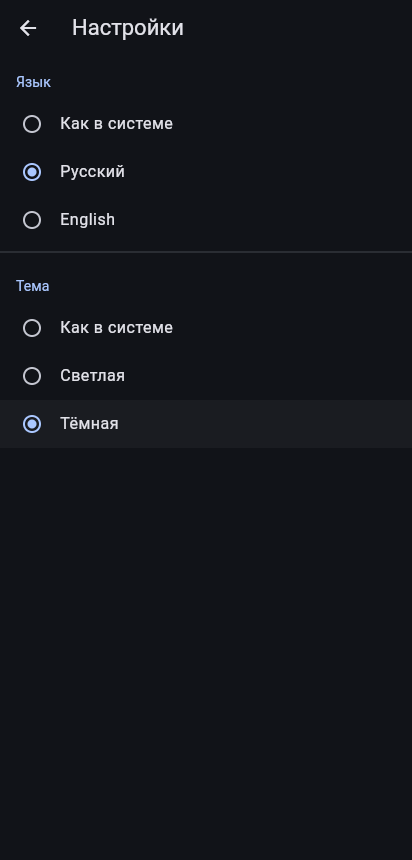 Настройки
Язык
Как в системе
Русский
English
Тема
Как в системе
Светлая
Тёмная